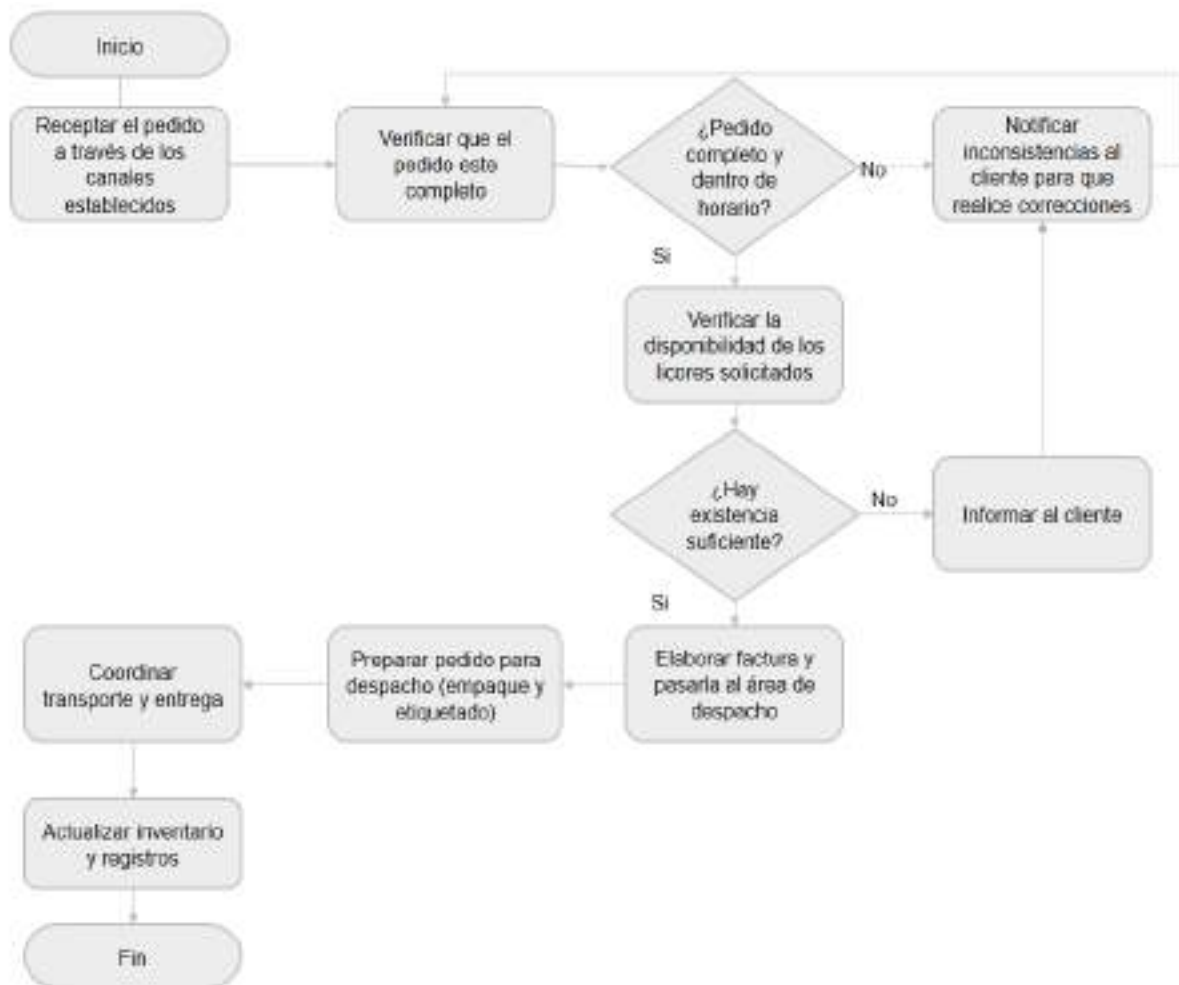 Inicio
Receptar el pedido
a través de los
canales
establecidos
Verificar que el
pedido este
completo
¿Pedido
completo y
dentro de
horario?
No
Notificar
inconsistencias al
cliente para que
realice correcciones
Si
Verificar la
disponibilidad de los
licores solicitados
¿Hay
existencia
suficiente?
No
Informar al cliente
Si
Elaborar factura y
pasarla al área de
despacho
Preparar pedido para
despacho (empaque y
etiquetado)
Coordinar
transporte y entrega
Actualizar inventario
y registros
Fin